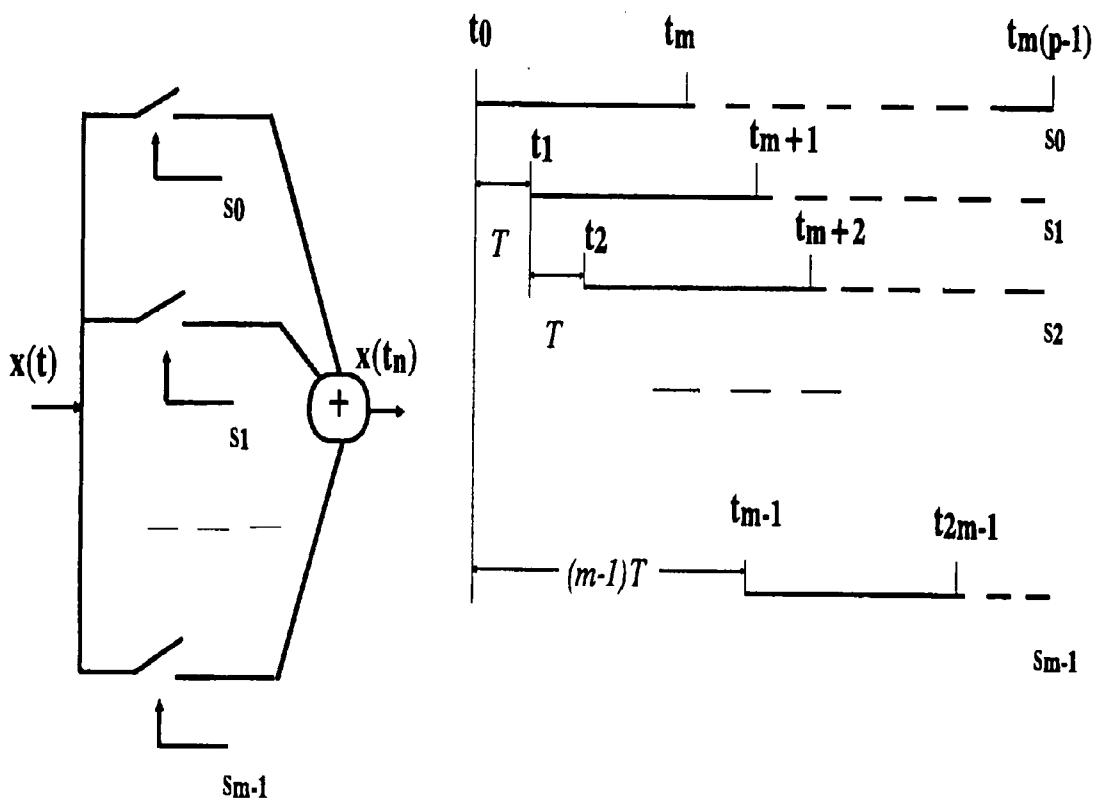 s0
x(t)
s1
sm-1
x(tn)
+
t0
tm
tm(p-1)
s0
t1
tm+1
s1
T
t2
tm+2
s2
T
tm-1
t2m-1
(m-1)T
sm-1